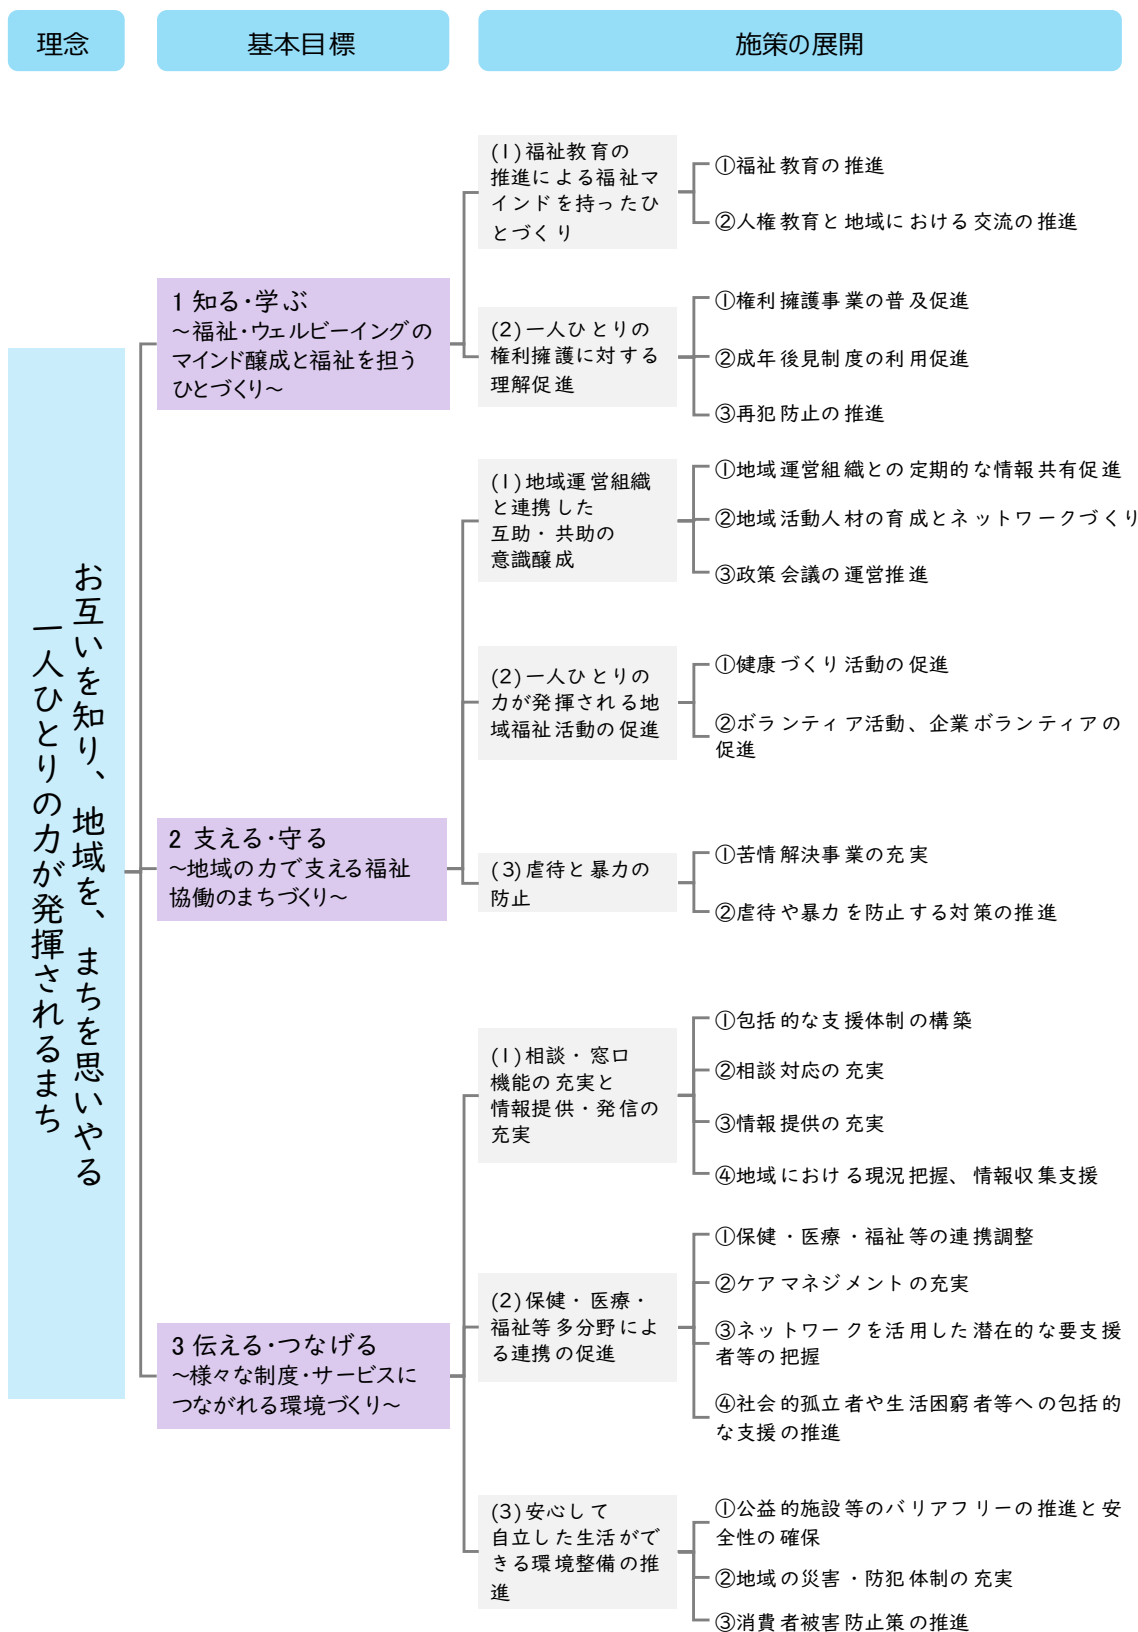 理念
基本目標
施策の展開
お互いを知り、地域を、まちを思いやる
一人ひとりの力が発揮されるまち
1 知る・学ぶ
～福祉・ウェルビーイングの
マインド醸成と福祉を担う
ひとづくり～
(1)福祉教育の
推進による福祉マ
インドを持ったひ
とづくり
①福祉教育の推進
②人権教育と地域における交流の推進
(2)一人ひとりの
権利擁護に対する
理解促進
①権利擁護事業の普及促進
②成年後見制度の利用促進
③再犯防止の推進
2 支える・守る
～地域の力で支える福祉
協働のまちづくり～
(1)地域運営組織
と連携した
互助・共助の
意識醸成
①地域運営組織との定期的な情報共有促進
②地域活動人材の育成とネットワークづくり
③政策会議の運営推進
(2)一人ひとりの
力が発揮される地
域福祉活動の促進
①健康づくり活動の促進
②ボランティア活動、企業ボランティアの
促進
(3)虐待と暴力の
防止
①苦情解決事業の充実
②虐待や暴力を防止する対策の推進
3 伝える・つなげる
～様々な制度・サービスに
つながれる環境づくり～
(1)相談・窓口
機能の充実と
情報提供・発信の
充実
①包括的な支援体制の構築
②相談対応の充実
③情報提供の充実
④地域における現況把握、情報収集支援
(2)保健・医療・
福祉等多分野によ
る連携の促進
①保健・医療・福祉等の連携調整
②ケアマネジメントの充実
③ネットワークを活用した潜在的な要支援
者等の把握
④社会的孤立者や生活困窮者等への包括的
な支援の推進
(3)安心して
自立した生活がで
きる環境整備の推
進
①公益的施設等のバリアフリーの推進と安
全性の確保
②地域の災害・防犯体制の充実
③消費者被害防止策の推進